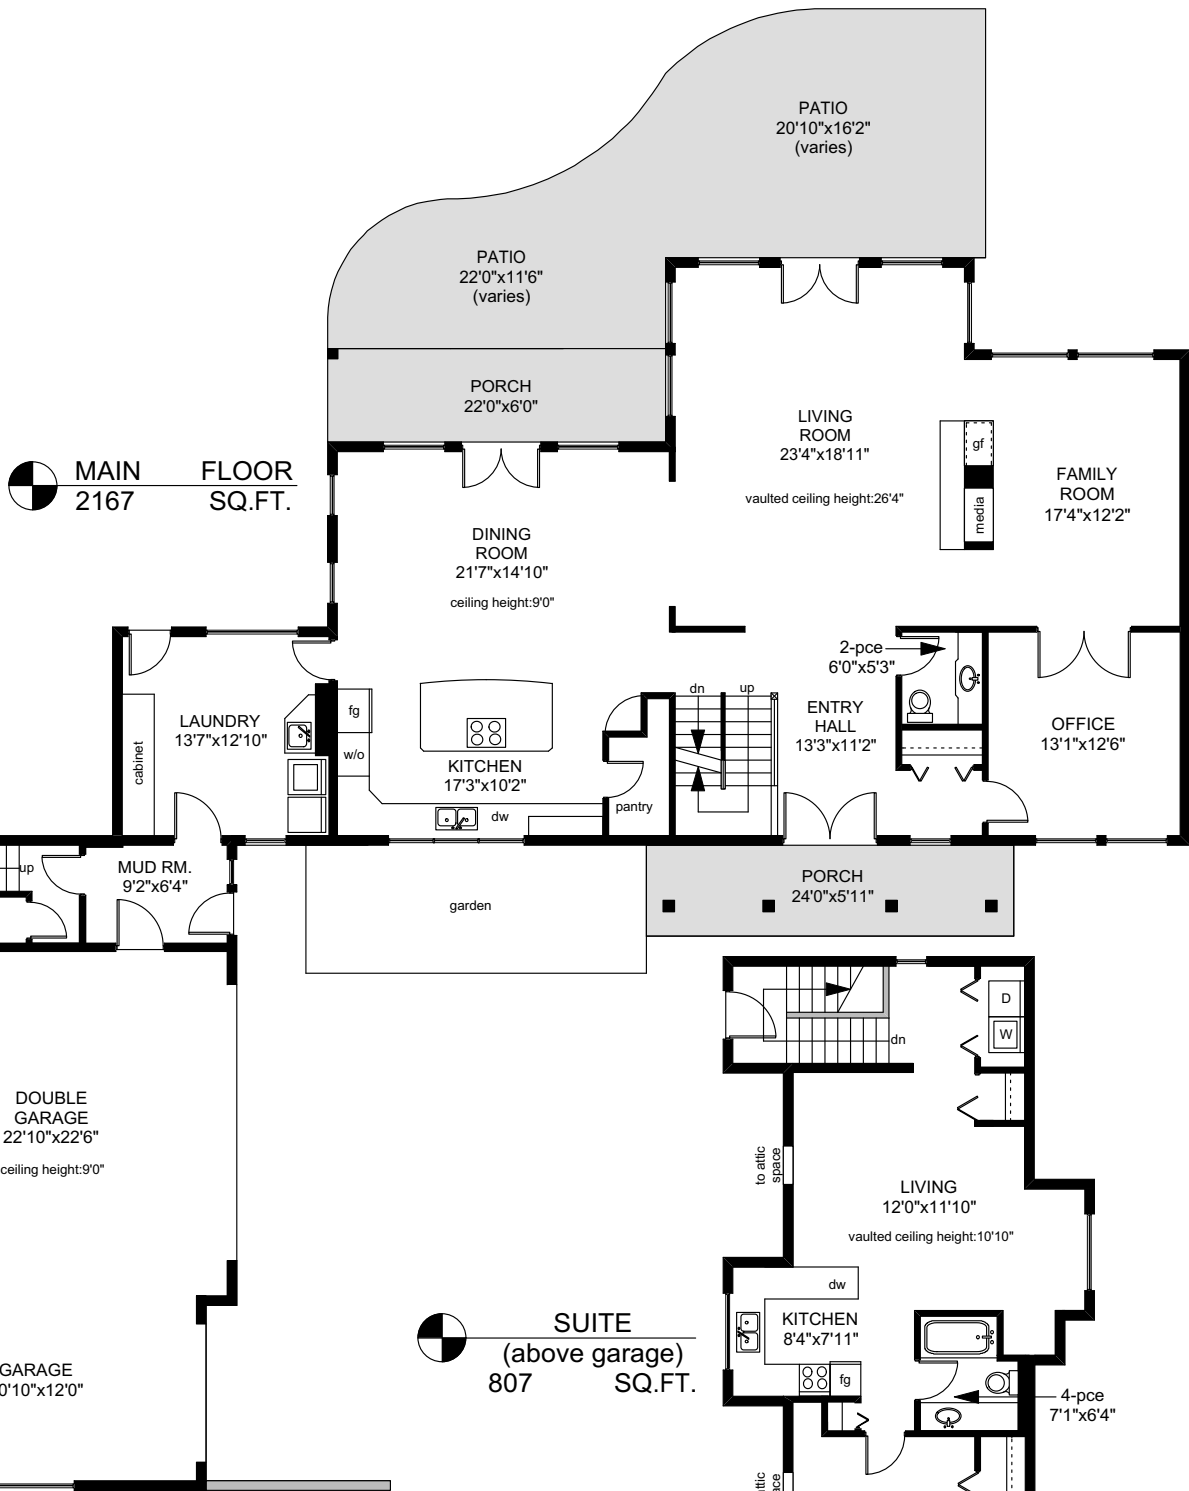 PATIO
20'10"x16'2"
(varies)
PATIO
22'0"x11'6"
(varies)
PORCH
22'0"x6'0"
MAIN FLOOR
2167 SQ.FT.
LIVING
ROOM
23'4"x18'11"
vaulted ceiling height:26'4"
gf
media
FAMILY
ROOM
17'4"x12'2"
DINING
ROOM
21'7"x14'10"
ceiling height:9'0"
2-pce
6'0"x5'3"
LAUNDRY
13'7"x12'10"
cabinet
fg
w/o
KITCHEN
17'3"x10'2"
dw
pantry
dn
up
ENTRY
HALL
13'3"x11'2"
OFFICE
13'1"x12'6"
up
MUD RM.
9'2"x6'4"
garden
PORCH
24'0"x5'11"
D
W
dn
DOUBLE
GARAGE
22'10"x22'6"
ceiling height:9'0"
to attic
space
LIVING
12'0"x11'10"
vaulted ceiling height:10'10"
dw
KITCHEN
8'4"x7'11"
fg
SUITE
(above garage)
807 SQ.FT.
GARAGE
0'10"x12'0"
4-pce
7'1"x6'4"